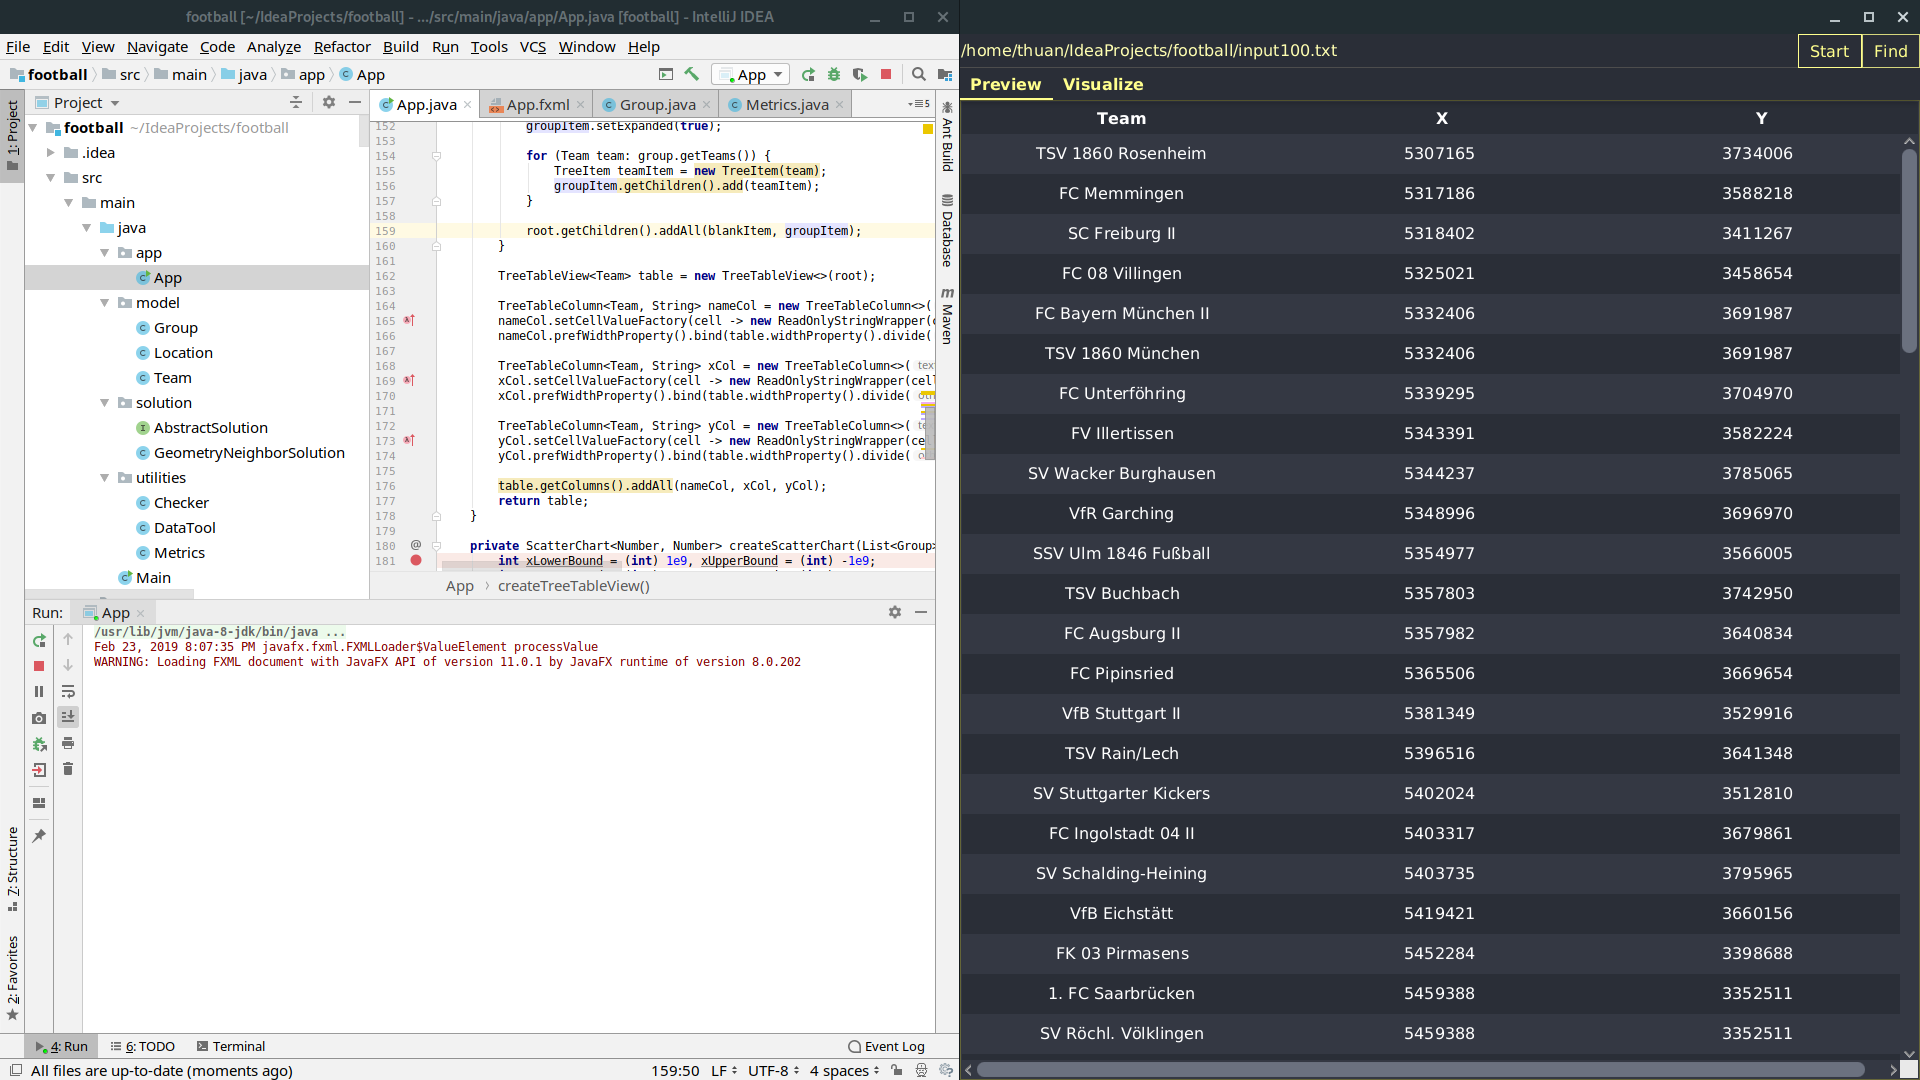 football [~/IdeaProjects/football] - .../src/main/java/app/App.java [football] - IntelliJ IDEA
File Edit View Navigate Code Analyze Refactor Build Run Tools VCS Window Help
football src main java app App
App
1: Project
Project
football ~/IdeaProjects/football
.idea
src
main
java
app
App
model
Group
Location
Team
solution
AbstractSolution
GeometryNeighborSolution
utilities
Checker
DataTool
Metrics
Main
7: Structure
2: Favorites
App.java App.fxml Group.java Metrics.java
5
152 groupItem.setExpanded(true);
153
154 for (Team team: group.getTeams()) {
155 TreeItem teamItem = new TreeItem(team);
156 groupItem.getChildren().add(teamItem);
157 }
158
159 root.getChildren().addAll(blankItem, groupItem);
160 }
161
162 TreeTableView<Team> table = new TreeTableView<>(root);
163
164 TreeTableColumn<Team, String> nameCol = new TreeTableColumn<>(
165 nameCol.setCellValueFactory(cell -> new ReadOnlyStringWrapper(
166 nameCol.prefWidthProperty().bind(table.widthProperty().divide(
167
168 TreeTableColumn<Team, String> xCol = new TreeTableColumn<>( tex
169 xCol.setCellValueFactory(cell -> new ReadOnlyStringWrapper(cell
170 xCol.prefWidthProperty().bind(table.widthProperty().divide(
171
172 TreeTableColumn<Team, String> yCol = new TreeTableColumn<>(
173 yCol.setCellValueFactory(cell -> new ReadOnlyStringWrapper(
174 yCol.prefWidthProperty().bind(table.widthProperty().divide(
175
176 table.getColumns().addAll(nameCol, xCol, yCol);
177 return table;
178 }
179
180 @ private ScatterChart<Number, Number> createScatterChart(List<Group>
181 int xLowerBound = (int) 1e9, xUpperBound = (int) -1e9;
App createTreeTableView()
Ant Build
Database
Maven
Run: App
/usr/lib/jvm/java-8-jdk/bin/java ...
Feb 23, 2019 8:07:35 PM javafx.fxml.FXMLLoader$ValueElement processValue
WARNING: Loading FXML document with JavaFX API of version 11.0.1 by JavaFX runtime of version 8.0.202
4: Run 6: TODO Terminal Event Log
All files are up-to-date (moments ago) 159:50 LF UTF-8 4 spaces
/home/thuan/IdeaProjects/football/input100.txt Start Find
Preview Visualize
Team X Y
TSV 1860 Rosenheim 5307165 3734006
FC Memmingen 5317186 3588218
SC Freiburg II 5318402 3411267
FC 08 Villingen 5325021 3458654
FC Bayern München II 5332406 3691987
TSV 1860 München 5332406 3691987
FC Unterföhring 5339295 3704970
FV Illertissen 5343391 3582224
SV Wacker Burghausen 5344237 3785065
VfR Garching 5348996 3696970
SSV Ulm 1846 Fußball 5354977 3566005
TSV Buchbach 5357803 3742950
FC Augsburg II 5357982 3640834
FC Pipinsried 5365506 3669654
VfB Stuttgart II 5381349 3529916
TSV Rain/Lech 5396516 3641348
SV Stuttgarter Kickers 5402024 3512810
FC Ingolstadt 04 II 5403317 3679861
SV Schalding-Heining 5403735 3795965
VfB Eichstätt 5419421 3660156
FK 03 Pirmasens 5452284 3398688
1. FC Saarbrücken 5459388 3352511
SV Röchl. Völklingen 5459388 3352511